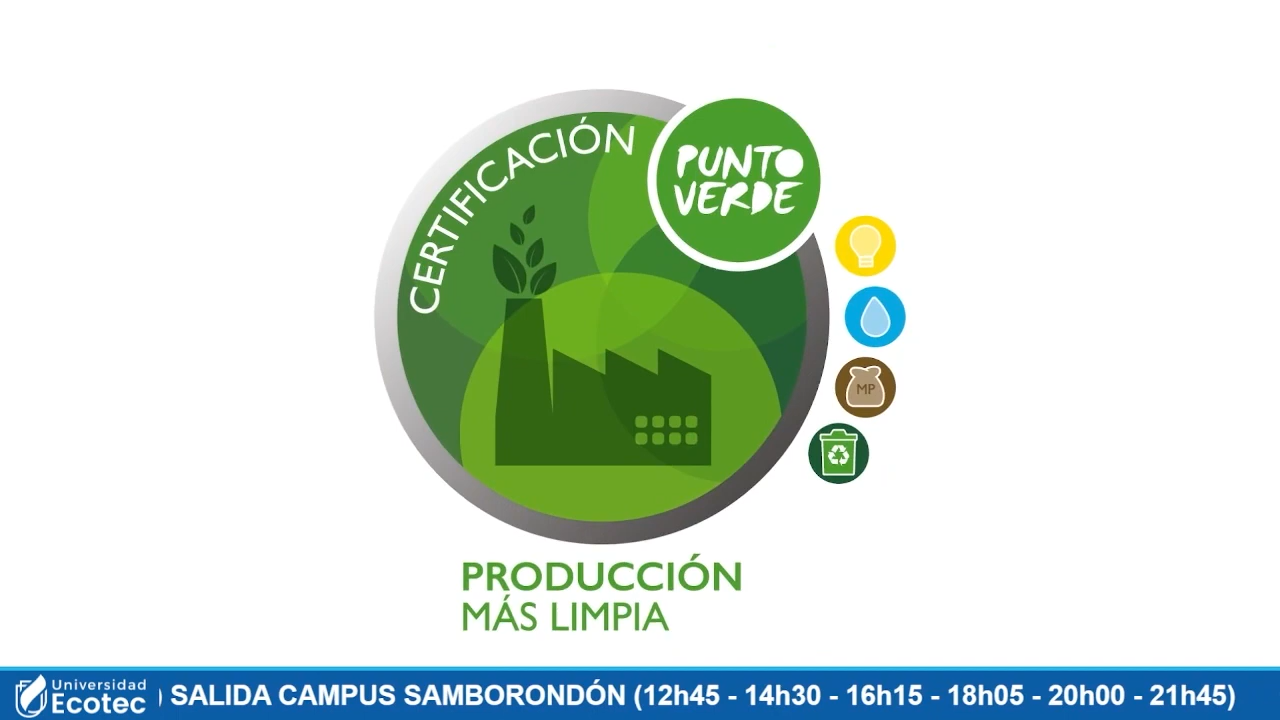 CERTIFICACIÓN
PUNTO
VERDE
MP
PRODUCCIÓN
MÁS LIMPIA
Universidad
Ecotec
) SALIDA CAMPUS SAMBORONDÓN (12h45 - 14h30 - 16h15 - 18h05 - 20h00 - 21h45)